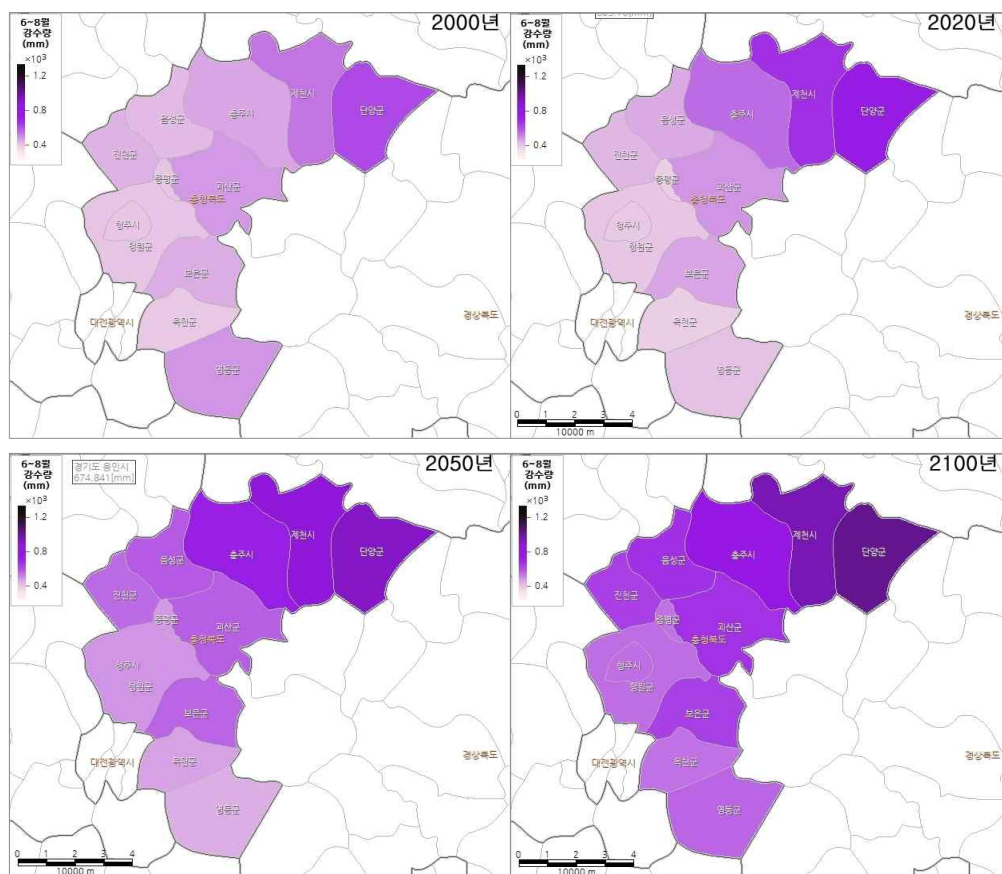 6~8월
강수량
(mm)
×10³
1.2
0.8
0.4
2000년
음성군
충주시
제천시
단양군
진천군
증평군
괴산군
충청북도
청주시
청원군
보은군
대전광역시
옥천군
영동군
경상북도
6~8월
강수량
(mm)
×10³
1.2
0.8
0.4
2020년
음성군
충주시
제천시
단양군
진천군
증평군
괴산군
충청북도
청주시
청원군
보은군
대전광역시
옥천군
영동군
경상북도
0 1 2 3 4
10000 m
6~8월
강수량
(mm)
×10³
1.2
0.8
0.4
경기도 용인시
674.841[mm]
2050년
음성군
충주시
제천시
단양군
진천군
증평군
괴산군
충청북도
청주시
청원군
보은군
대전광역시
옥천군
영동군
경상북도
0 1 2 3 4
10000 m
6~8월
강수량
(mm)
×10³
1.2
0.8
0.4
2100년
음성군
충주시
제천시
단양군
진천군
증평군
괴산군
충청북도
청주시
청원군
보은군
대전광역시
옥천군
영동군
경상북도
0 1 2 3 4
10000 m